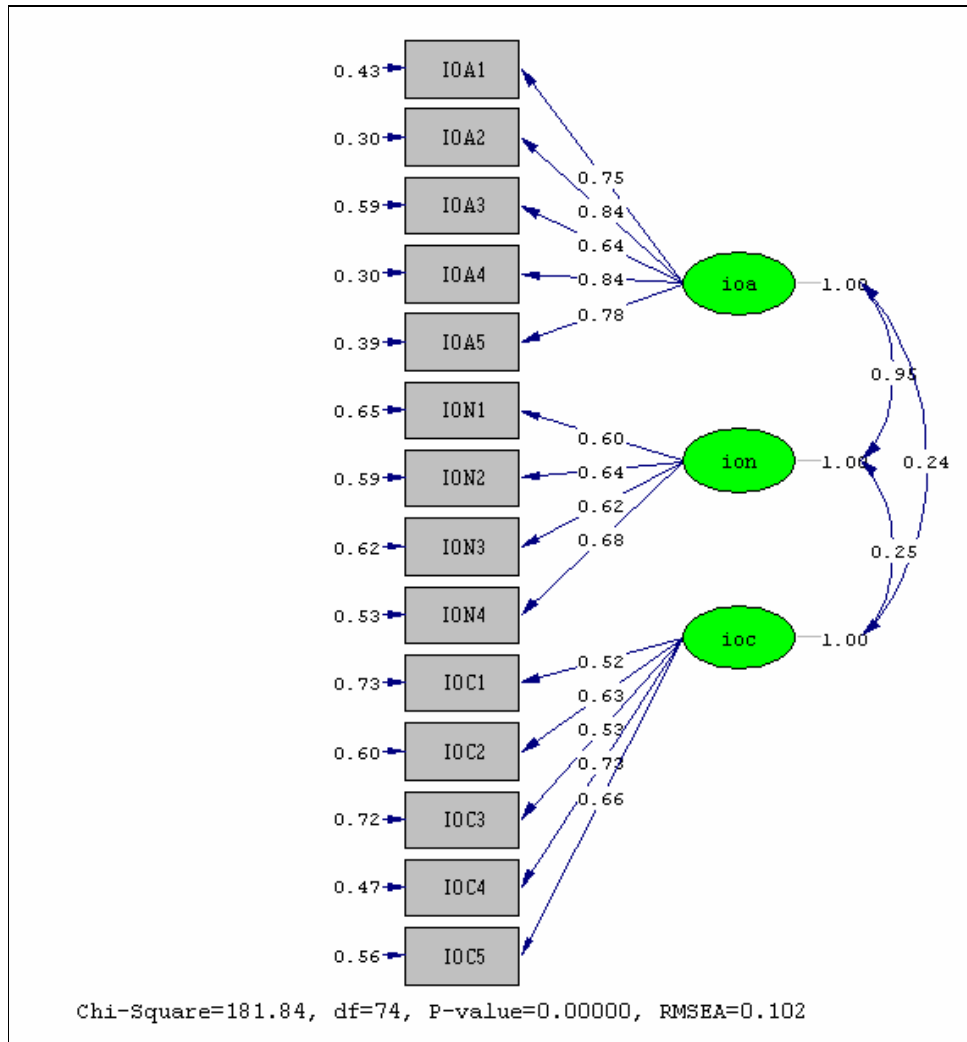 0.43 IOA1
0.30 IOA2
0.75
0.59 IOA3
0.84
0.64
0.30 IOA4
0.84
ioa
1.00
0.78
0.39 IOA5
0.95
0.65 ION1
0.60
0.59 ION2
0.64
ion
1.00
0.24
0.62
0.62 ION3
0.68
0.25
0.53 ION4
ioc
1.00
0.52
0.73 IOC1
0.63
0.53
0.60 IOC2
0.73
0.66
0.72 IOC3
0.47 IOC4
0.56 IOC5
Chi-Square=181.84, df=74, P-value=0.00000, RMSEA=0.102